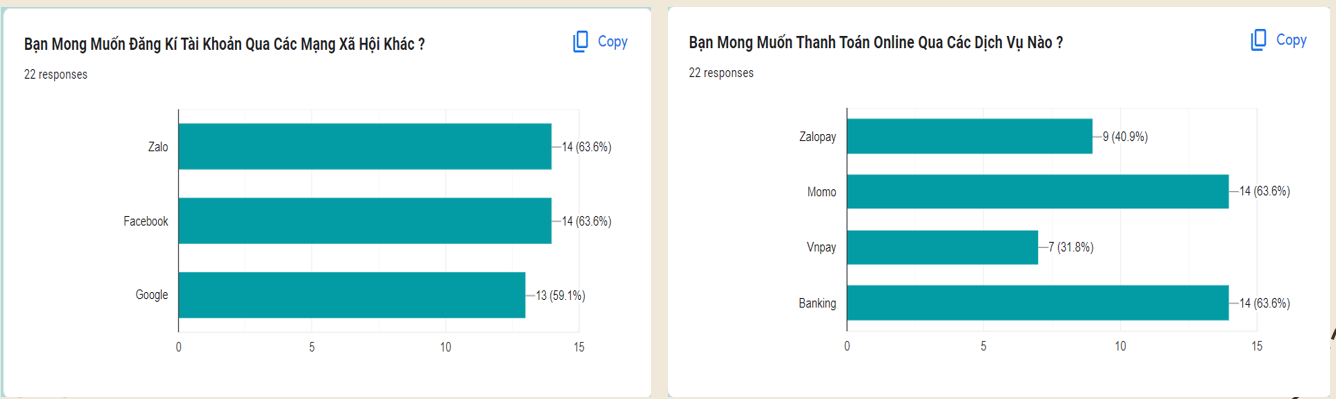 Bạn Mong Muốn Đăng Kí Tài Khoản Qua Các Mạng Xã Hội Khác ?
Copy
22 responses
Zalo
14 (63.6%)
Facebook
14 (63.6%)
Google
13 (59.1%)
0 5 10 15
Bạn Mong Muốn Thanh Toán Online Qua Các Dịch Vụ Nào ?
Copy
22 responses
Zalopay
9 (40.9%)
Momo
14 (63.6%)
Vnpay
7 (31.8%)
Banking
14 (63.6%)
0 5 10 15